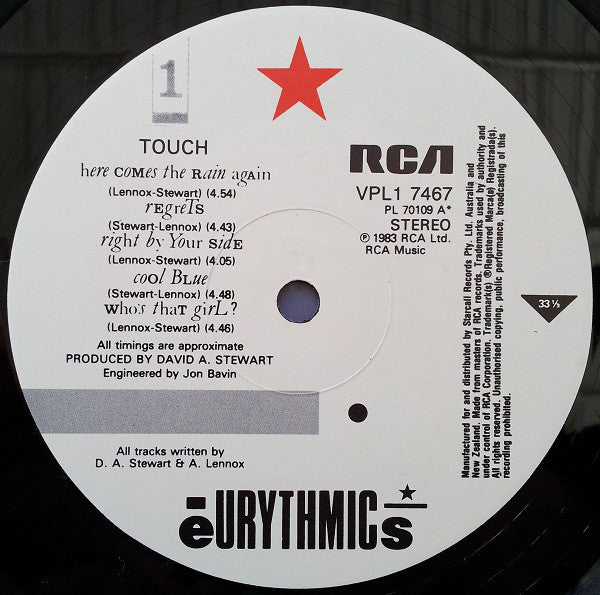 1
TOUCH
here comes the Rain again
(Lennox-Stewart) (4.54)
rEgreTs
(Stewart-Lennox) (4.43)
right by Your sidE
(Lennox-Stewart) (4.05)
cool BLue
(Stewart-Lennox) (4.48)
who's thaT girL?
(Lennox-Stewart) (4.46)
All timings are approximate
PRODUCED BY DAVID A. STEWART
Engineered by Jon Bavin
All tracks written by
D. A. Stewart & A. Lennox
RCA
VPL1 7467
PL 70109 A*
STEREO
℗ 1983 RCA Ltd.
RCA Music
Manufactured for and distributed by Starcall Records Pty. Ltd. Australia and
New Zealand. Made from masters of RCA records. Trademarks used by authority and
under control of RCA Corporation. Trademark(s) ®Registered Marca(s) Registrada(s).
All rights reserved. Unauthorised copying, public performance, broadcasting of this
recording prohibited.
33 ⅓
eURYTHMICs